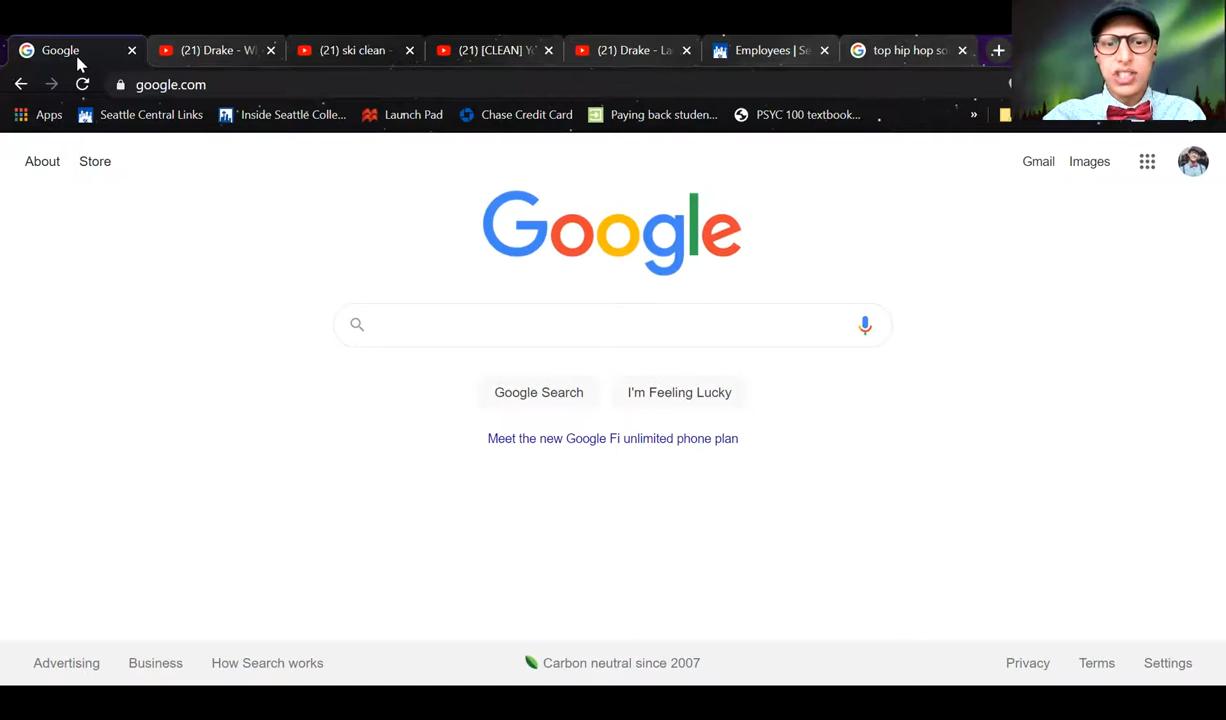 Google (21) Drake - Wi (21) ski clean - (21) [CLEAN] Yo (21) Drake - La Employees | Se top hip hop so
google.com
Apps Seattle Central Links Inside Seattle Colle... Launch Pad Chase Credit Card Paying back studen... PSYC 100 textbook... »
About Store Gmail Images
Google
Google Search I'm Feeling Lucky
Meet the new Google Fi unlimited phone plan
Advertising Business How Search works Carbon neutral since 2007 Privacy Terms Settings